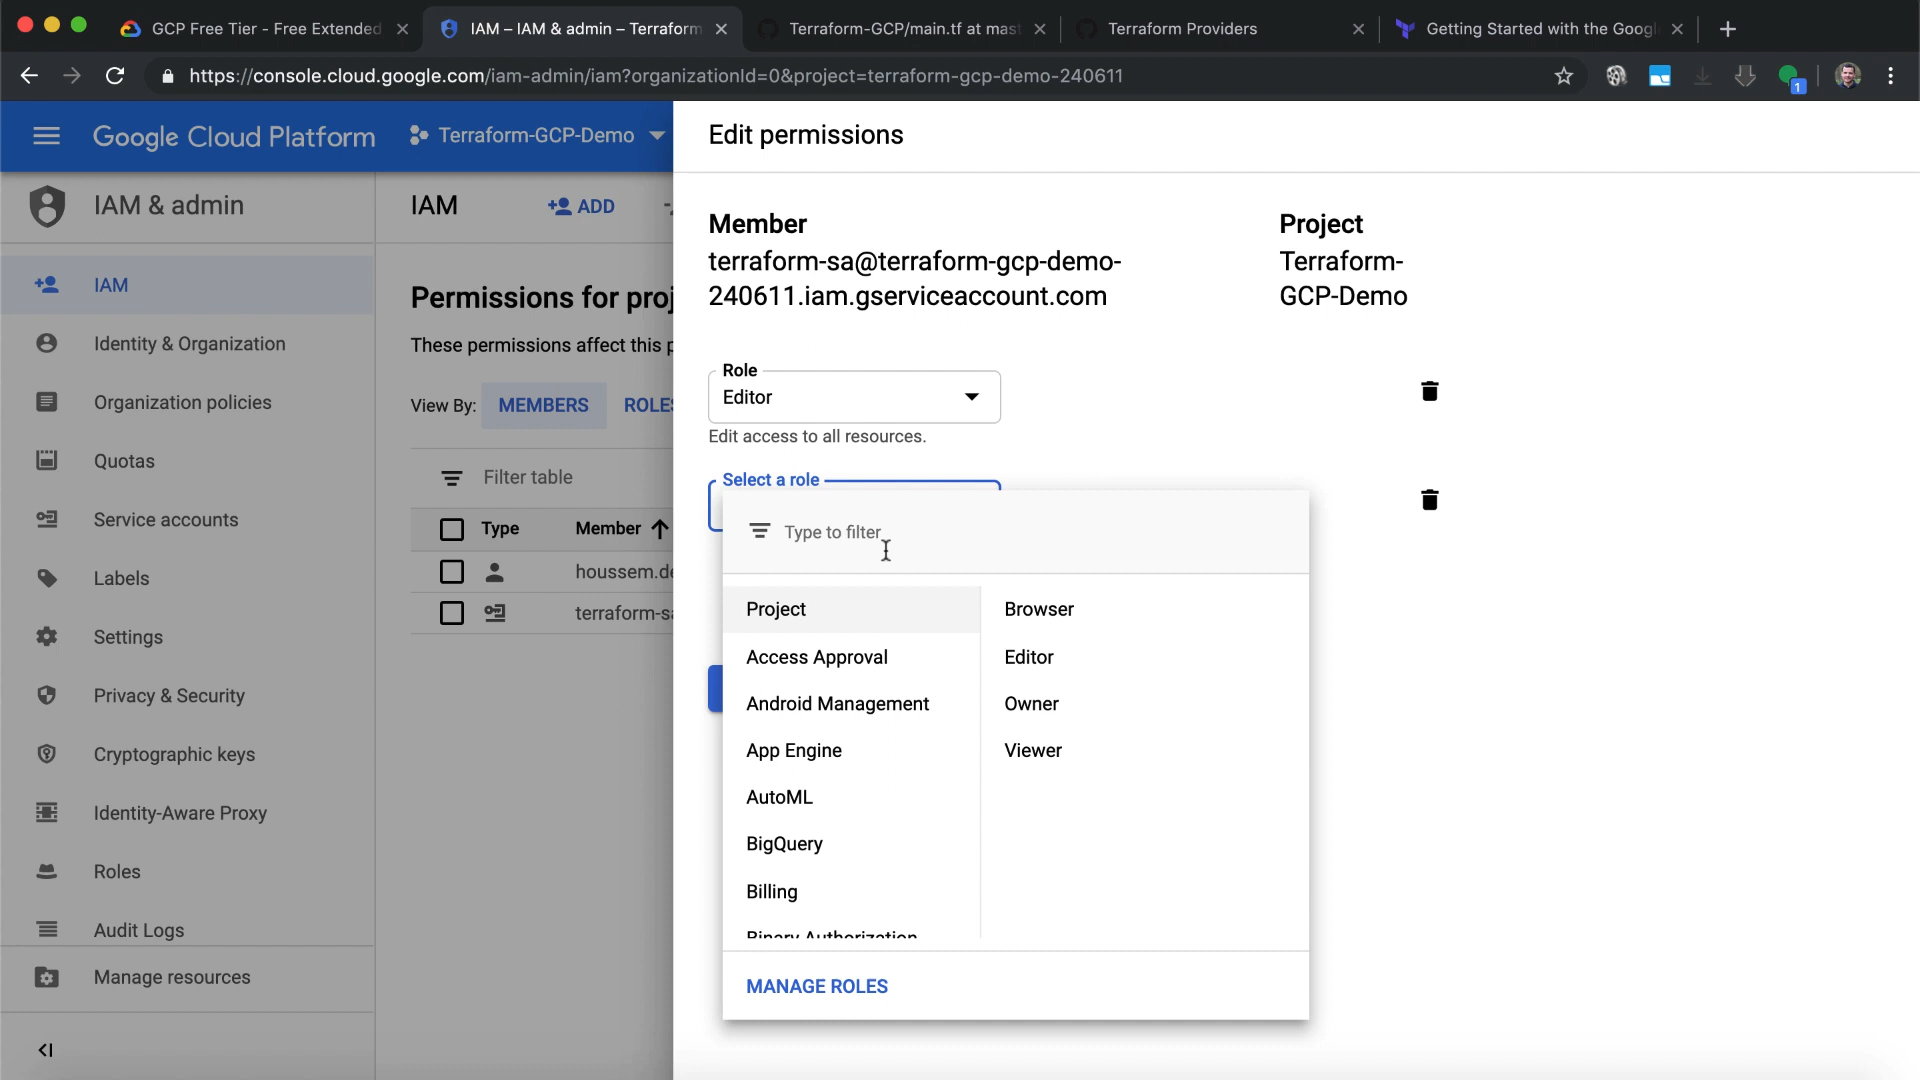 GCP Free Tier - Free Extended
IAM – IAM & admin – Terraform
Terraform-GCP/main.tf at mast
Terraform Providers
Getting Started with the Googl
https://console.cloud.google.com/iam-admin/iam?organizationId=0&project=terraform-gcp-demo-240611
1
Google Cloud Platform
Terraform-GCP-Demo
Edit permissions
IAM & admin
IAM
Identity & Organization
Organization policies
Quotas
Service accounts
Labels
Settings
Privacy & Security
Cryptographic keys
Identity-Aware Proxy
Roles
Audit Logs
Manage resources
IAM
ADD
Permissions for proj
These permissions affect this p
View By:
MEMBERS
ROLES
Filter table
Type
Member
houssem.de
terraform-sa
Member
terraform-sa@terraform-gcp-demo-
240611.iam.gserviceaccount.com
Project
Terraform-
GCP-Demo
Role
Editor
Edit access to all resources.
Select a role
Type to filter
Project
Access Approval
Android Management
App Engine
AutoML
BigQuery
Billing
Binary Authorization
Browser
Editor
Owner
Viewer
MANAGE ROLES